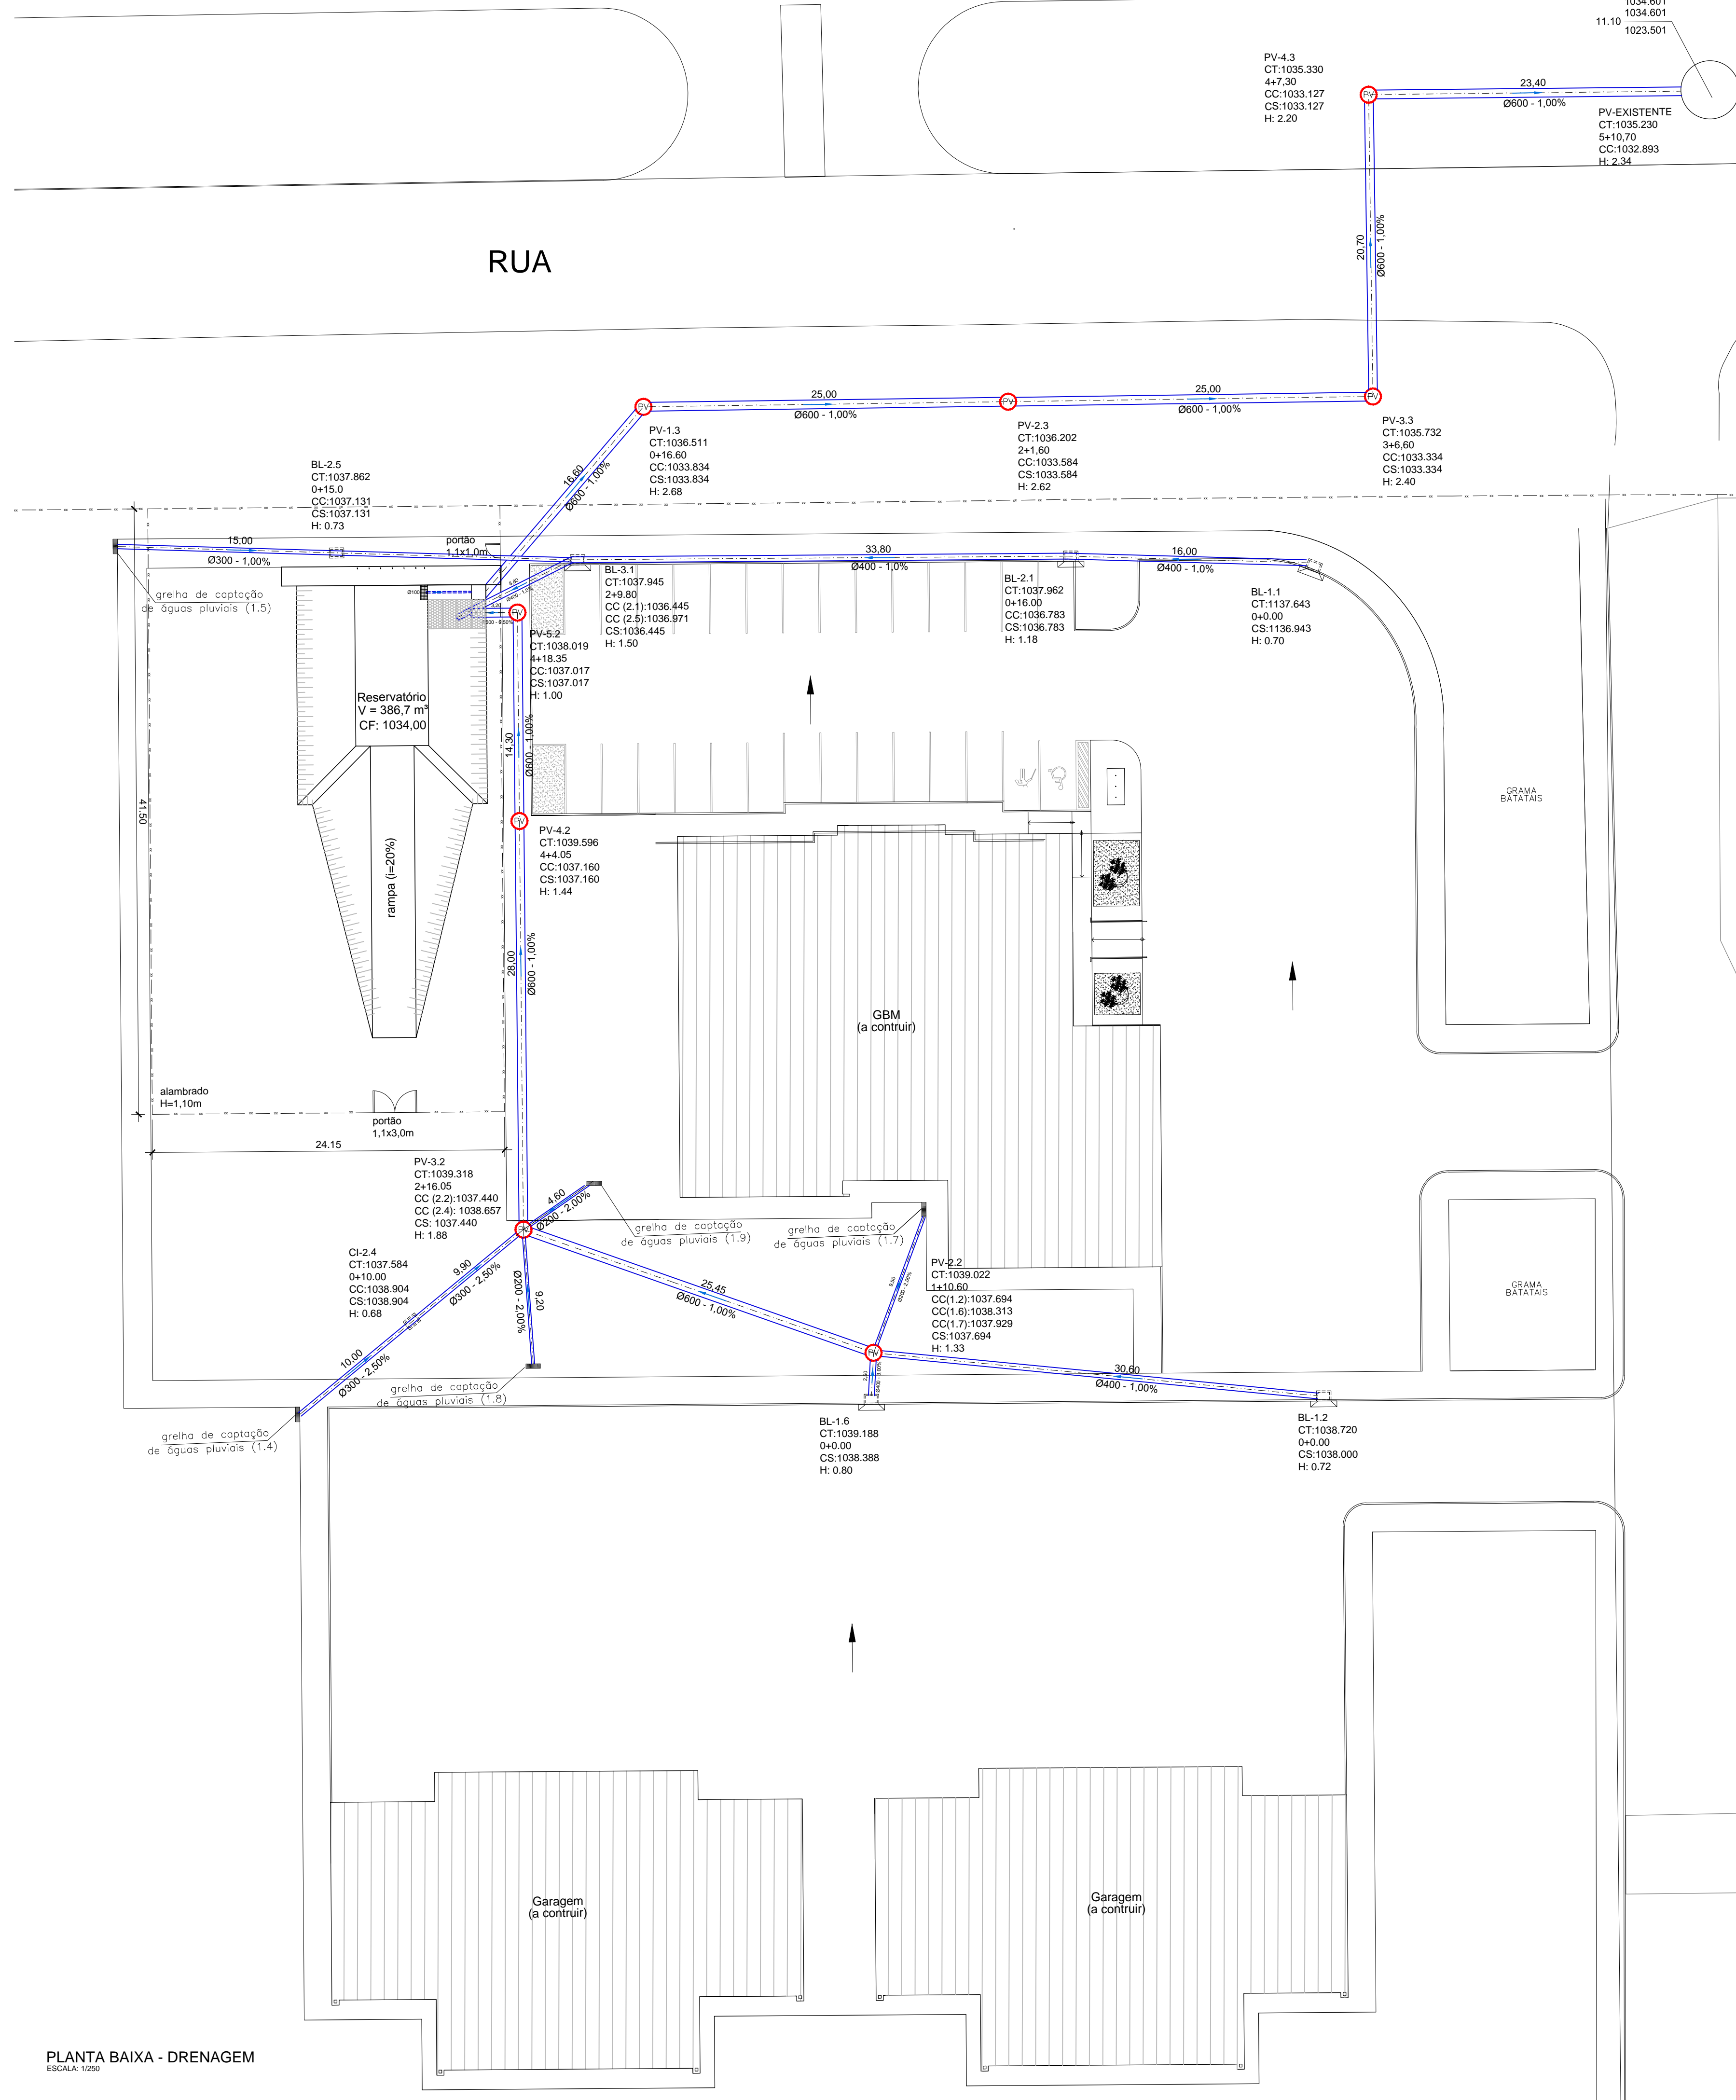 1034.601
1034.601
11.10
1023.501
PV-4.3
CT:1035.330
4+7,30
CC:1033.127
CS:1033.127
H: 2.20
PV
23,40
Ø600 - 1,00%
PV-EXISTENTE
CT:1035.230
5+10,70
CC:1032.893
H: 2.34
RUA
20,70
Ø600 - 1,00%
25,00
Ø600 - 1,00%
25,00
Ø600 - 1,00%
PV
PV
PV
PV-1.3
CT:1036.511
0+16.60
CC:1033.834
CS:1033.834
H: 2.68
PV-2.3
CT:1036.202
2+1,60
CC:1033.584
CS:1033.584
H: 2.62
PV-3.3
CT:1035.732
3+6,60
CC:1033.334
CS:1033.334
H: 2.40
16,60
Ø600 - 1,00%
BL-2.5
CT:1037.862
0+15.0
CC:1037.131
CS:1037.131
H: 0.73
15,00
Ø300 - 1,00%
portão
1,1x1,0m
33,80
Ø400 - 1,0%
16,00
Ø400 - 1,0%
grelha de captação
de águas pluviais (1.5)
BL-3.1
CT:1037.945
2+9.80
CC (2.1):1036.445
CC (2.5):1036.971
CS:1036.445
H: 1.50
BL-2.1
CT:1037.962
0+16.00
CC:1036.783
CS:1036.783
H: 1.18
BL-1.1
CT:1137.643
0+0.00
CS:1136.943
H: 0.70
Ø400 - 1,0%
PV
PV-5.2
CT:1038.019
4+18.35
CC:1037.017
CS:1037.017
H: 1.00
Reservatório
V = 386,7 m³
CF: 1034,00
14,30
Ø600 - 1,00%
41,50
GRAMA
BATATAIS
PV
PV-4.2
CT:1039.596
4+4.05
CC:1037.160
CS:1037.160
H: 1.44
rampa (i=20%)
28,00
Ø600 - 1,00%
GBM
(a contruir)
alambrado
H=1,10m
portão
1,1x3,0m
24.15
PV-3.2
CT:1039.318
2+16.05
CC (2.2):1037.440
CC (2.4): 1038.657
CS: 1037.440
H: 1.88
4,60
Ø200 - 2,00%
grelha de captação
de águas pluviais (1.9)
grelha de captação
de águas pluviais (1.7)
PV
CI-2.4
CT:1037.584
0+10.00
CC:1038.904
CS:1038.904
H: 0.68
9,90
Ø300 - 2,50%
9,20
Ø200 - 2,00%
25,45
Ø600 - 1,00%
9,50
Ø200 - 2,00%
PV-2.2
CT:1039.022
1+10.60
CC(1.2):1037.694
CC(1.6):1038.313
CC(1.7):1037.929
CS:1037.694
H: 1.33
GRAMA
BATATAIS
10,00
Ø300 - 2,50%
PV
2,50
Ø400 - 3,00%
30,60
Ø400 - 1,00%
grelha de captação
de águas pluviais (1.8)
grelha de captação
de águas pluviais (1.4)
BL-1.6
CT:1039.188
0+0.00
CS:1038.388
H: 0.80
BL-1.2
CT:1038.720
0+0.00
CS:1038.000
H: 0.72
Garagem
(a contruir)
Garagem
(a contruir)
PLANTA BAIXA - DRENAGEM
ESCALA: 1/250